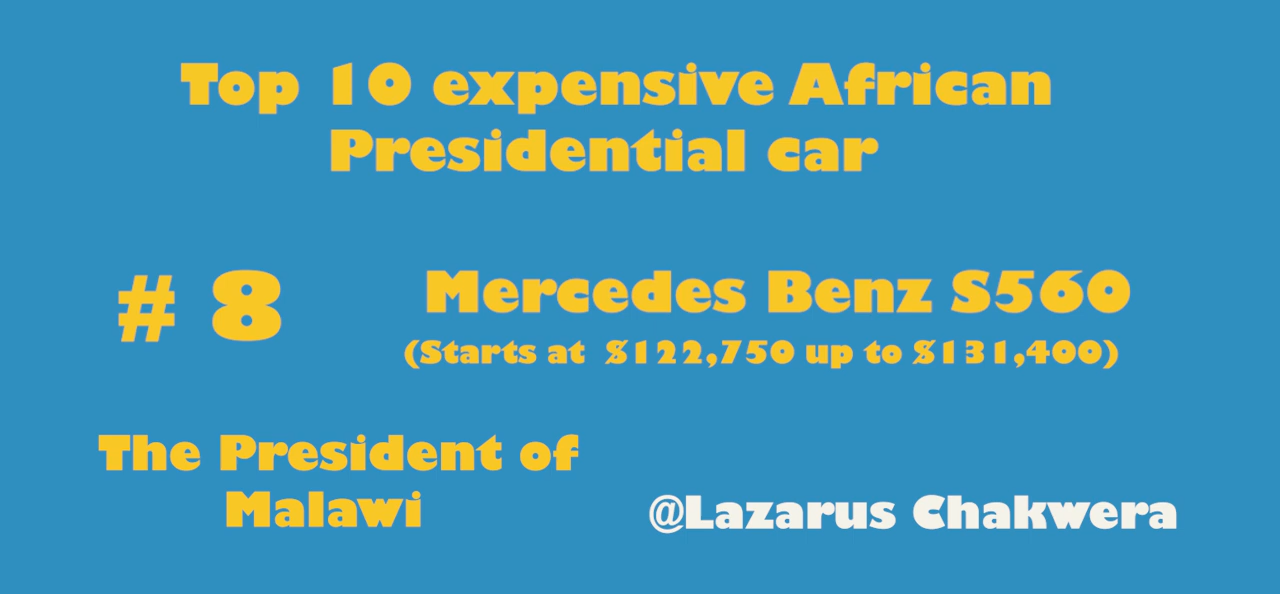 Top 10 expensive African
Presidential car
# 8
Mercedes Benz S560
(Starts at $122,750 up to $131,400)
The President of
Malawi
@Lazarus Chakwera